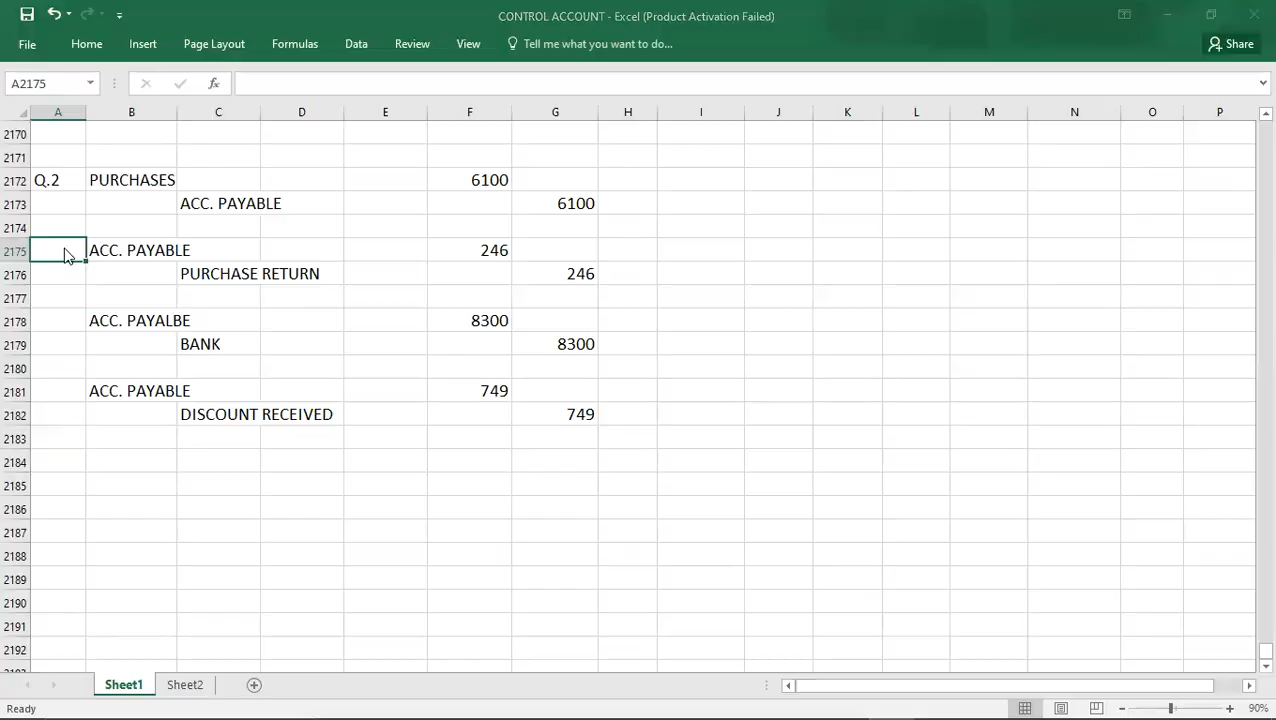 CONTROL ACCOUNT - Excel (Product Activation Failed)
File Home Insert Page Layout Formulas Data Review View Tell me what you want to do... Share
A2175 fx
A B C D E F G H I J K L M N O P
2170
2171
2172 Q.2 PURCHASES 6100
2173 ACC. PAYABLE 6100
2174
2175 ACC. PAYABLE 246
2176 PURCHASE RETURN 246
2177
2178 ACC. PAYALBE 8300
2179 BANK 8300
2180
2181 ACC. PAYABLE 749
2182 DISCOUNT RECEIVED 749
2183
2184
2185
2186
2187
2188
2189
2190
2191
2192
Sheet1 Sheet2
Ready 90%